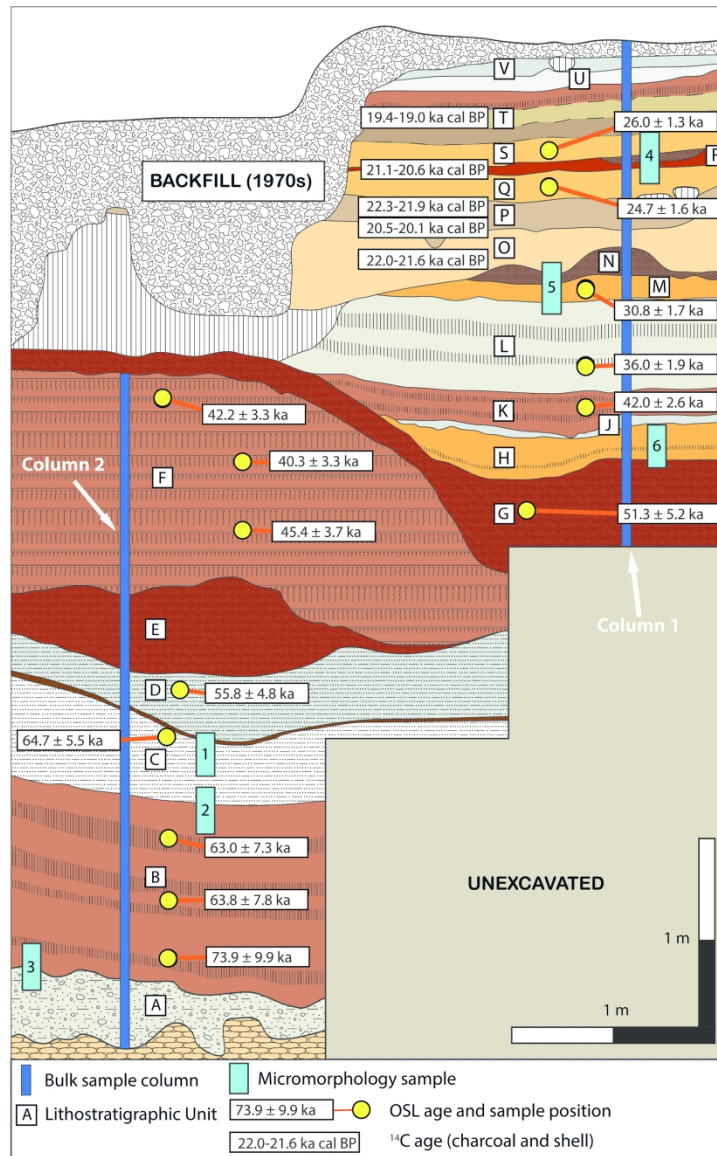 V
U
19.4-19.0 ka cal BP
T
26.0 ± 1.3 ka
S
4
21.1-20.6 ka cal BP
BACKFILL (1970s)
Q
22.3-21.9 ka cal BP
P
24.7 ± 1.6 ka
20.5-20.1 ka cal BP
O
22.0-21.6 ka cal BP
N
5
M
30.8 ± 1.7 ka
L
36.0 ± 1.9 ka
42.2 ± 3.3 ka
K
42.0 ± 2.6 ka
J
6
Column 2
F
40.3 ± 3.3 ka
H
G
51.3 ± 5.2 ka
45.4 ± 3.7 ka
E
Column 1
D
55.8 ± 4.8 ka
64.7 ± 5.5 ka
C
1
2
63.0 ± 7.3 ka
B
63.8 ± 7.8 ka
UNEXCAVATED
73.9 ± 9.9 ka
3
A
1 m
1 m
Bulk sample column
Micromorphology sample
A Lithostratigraphic Unit
73.9 ± 9.9 ka OSL age and sample position
22.0-21.6 ka cal BP 14C age (charcoal and shell)